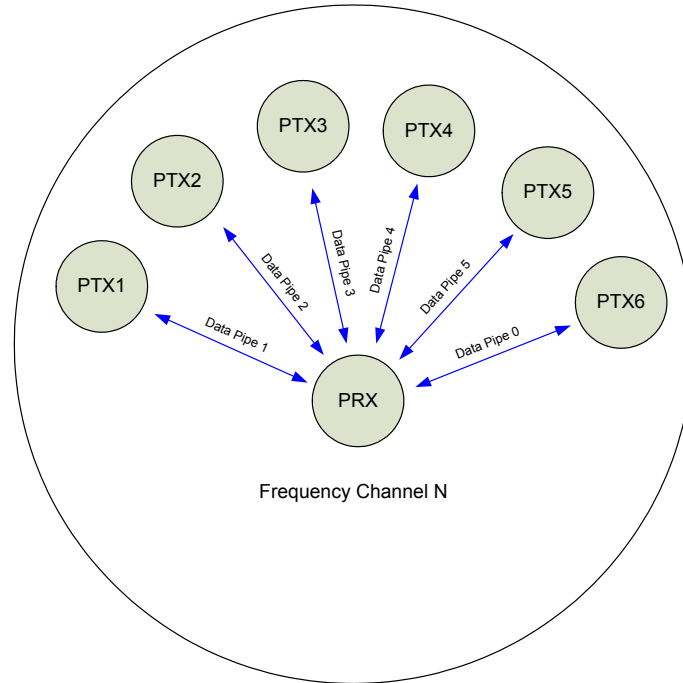 PTX3
PTX4
PTX2
PTX5
PTX1
PTX6
Data Pipe 1
Data Pipe 2
Data Pipe 3
Data Pipe 4
Data Pipe 5
Data Pipe 0
PRX
Frequency Channel N